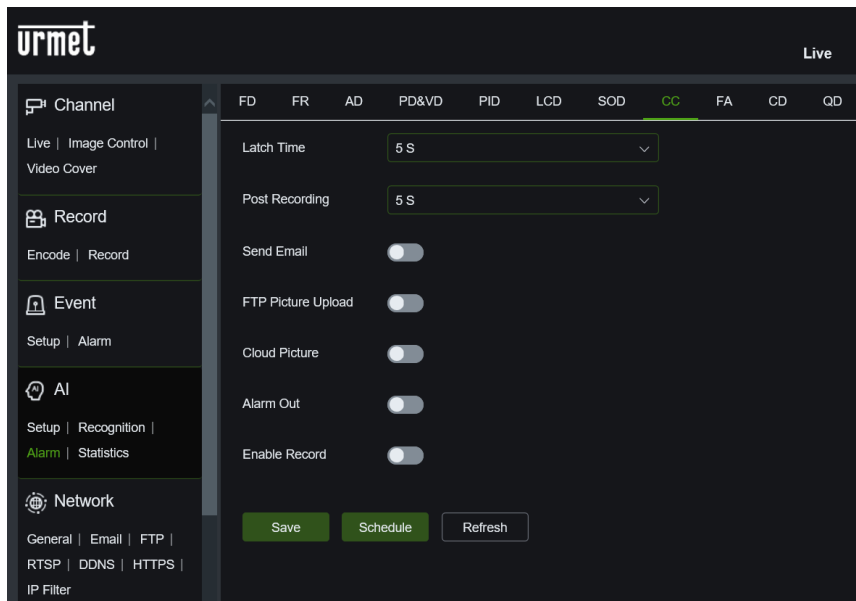 urmet
Live
Channel
Live | Image Control |
Video Cover
Record
Encode | Record
Event
Setup | Alarm
AI
Setup | Recognition |
Alarm | Statistics
Network
General | Email | FTP |
RTSP | DDNS | HTTPS |
IP Filter
FD FR AD PD&VD PID LCD SOD CC FA CD QD
Latch Time 5 S
Post Recording 5 S
Send Email
FTP Picture Upload
Cloud Picture
Alarm Out
Enable Record
Save Schedule Refresh